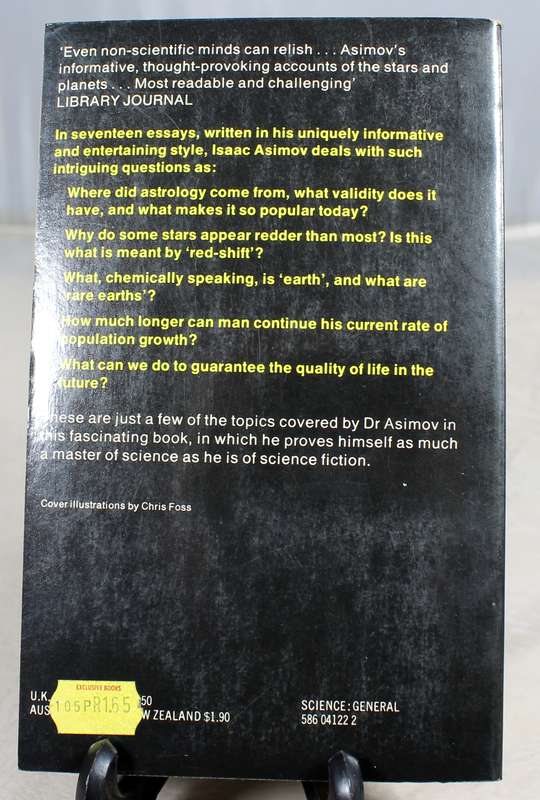 'Even non-scientific minds can relish . . . Asimov's
informative, thought-provoking accounts of the stars and
planets . . . Most readable and challenging'
LIBRARY JOURNAL
In seventeen essays, written in his uniquely informative
and entertaining style, Isaac Asimov deals with such
intriguing questions as:
Where did astrology come from, what validity does it
have, and what makes it so popular today?
Why do some stars appear redder than most? Is this
what is meant by 'red-shift'?
What, chemically speaking, is 'earth', and what are
'rare earths'?
How much longer can man continue his current rate of
population growth?
What can we do to guarantee the quality of life in the
future?
These are just a few of the topics covered by Dr Asimov in
this fascinating book, in which he proves himself as much
a master of science as he is of science fiction.
Cover illustrations by Chris Foss
EXCLUSIVE BOOKS
105P R1.65
U.K. 50
AUS W ZEALAND $1.90
SCIENCE: GENERAL
586 04122 2